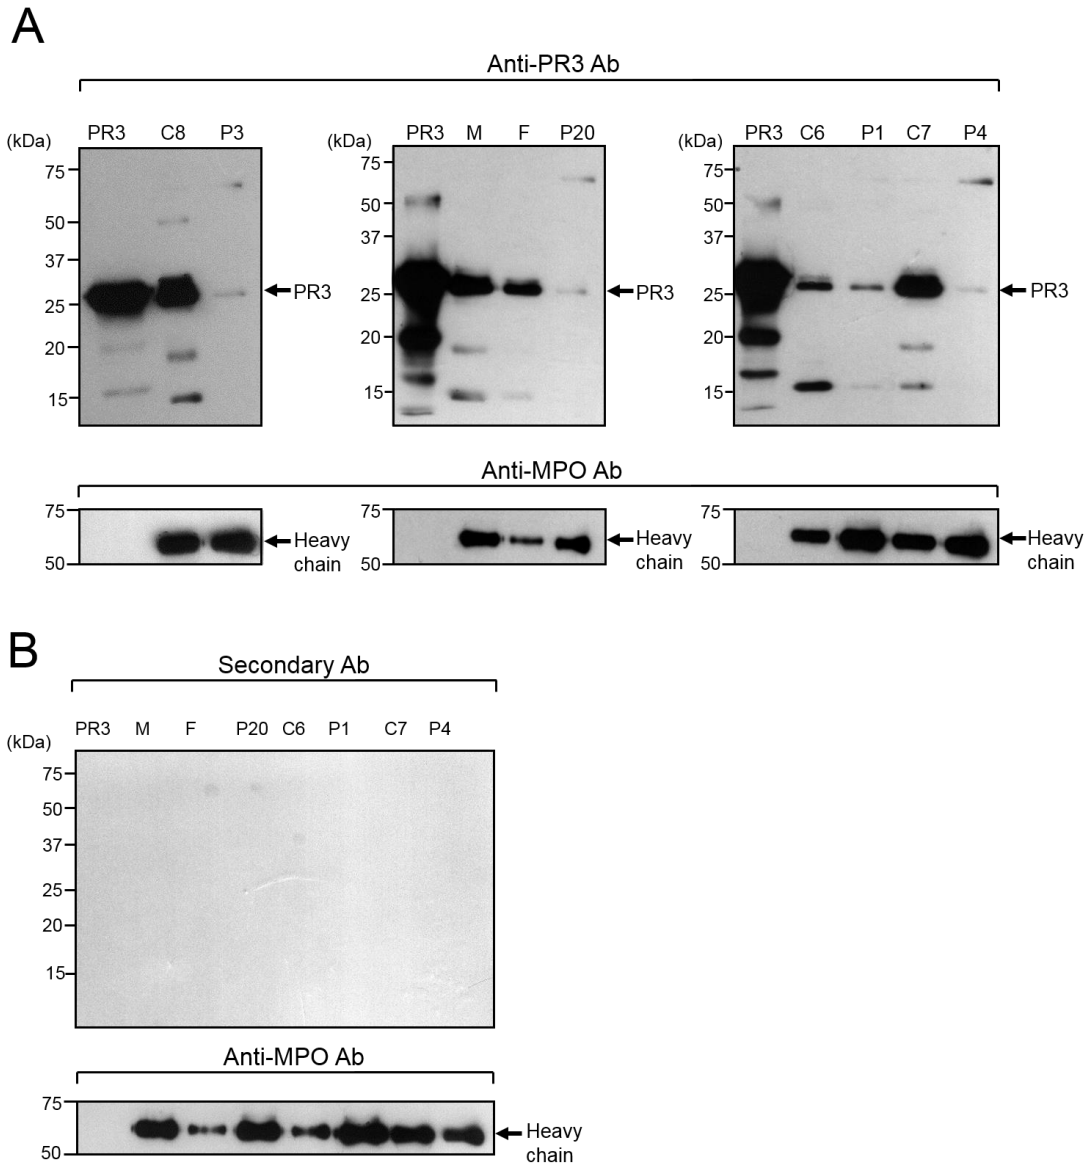 A
Anti-PR3 Ab
(kDa) PR3 C8 P3
75
50
37
25
20
15
PR3
(kDa) PR3 M F P20
75
50
37
25
20
15
PR3
(kDa) PR3 C6 P1 C7 P4
75
50
37
25
20
15
PR3
Anti-MPO Ab
75
50
Heavy
chain
75
50
Heavy
chain
75
50
Heavy
chain
B
Secondary Ab
PR3 M F P20 C6 P1 C7 P4
(kDa)
75
50
37
25
20
15
Anti-MPO Ab
75
50
Heavy
chain